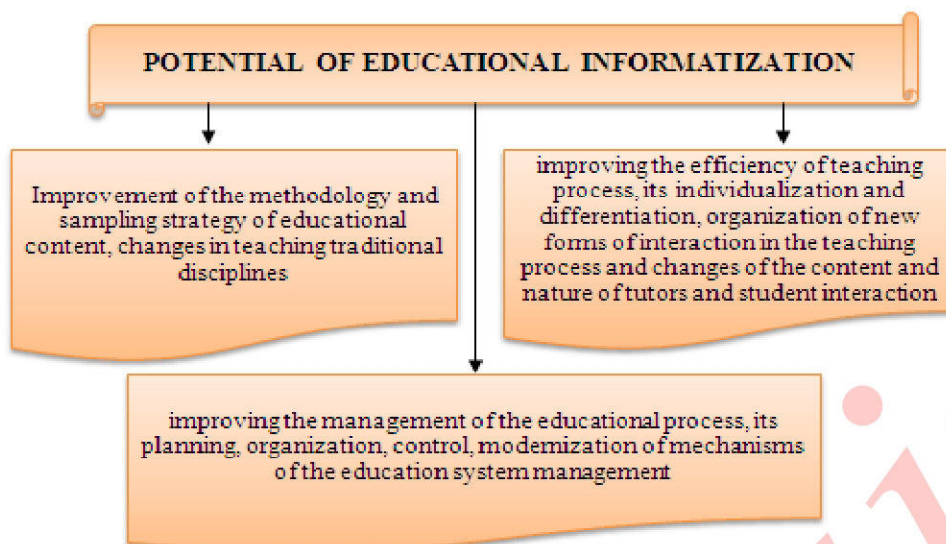 POTENTIAL OF EDUCATIONAL INFORMATIZATION
Improvement of the methodology and
sampling strategy of educational
content, changes in teaching traditional
disciplines
improving the efficiency of teaching
process, its individualization and
differentiation, organization of new
forms of interaction in the teaching
process and changes of the content and
nature of tutors and student interaction
improving the management of the educational process, its
planning, organization, control, modernization of mechanisms
of the education system management